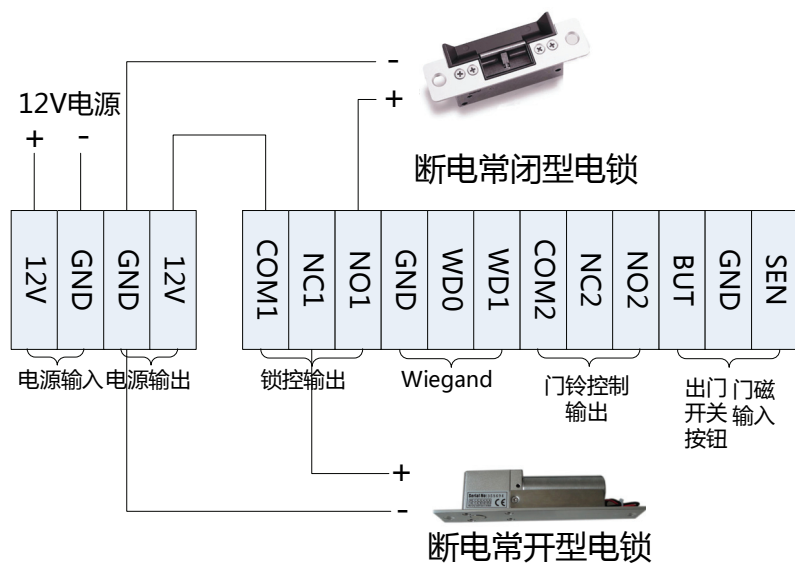 -
12V电源
+
+ -
断电常闭型电锁
12V
GND
GND
12V
COM1
NC1
NO1
GND
WD0
WD1
COM2
NC2
NO2
BUT
GND
SEN
电源输入
电源输出
锁控输出
Wiegand
门铃控制
输出
出门
开关
按钮
门磁
输入
+
-
Serial No
断电常开型电锁